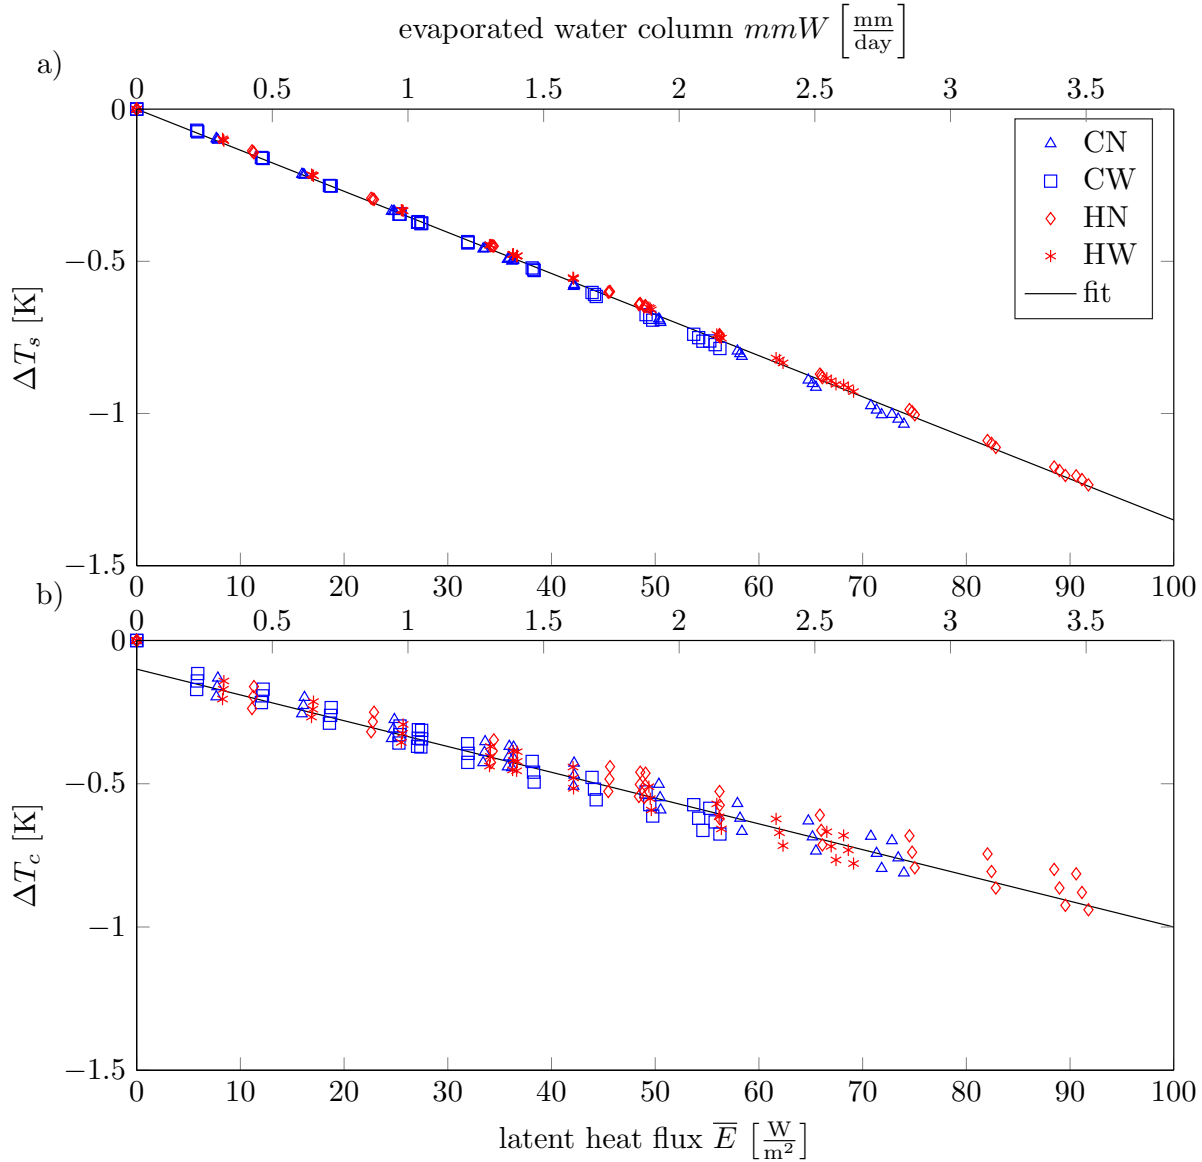 evaporated water column mmW [mm/day]
a)
0 0.5 1 1.5 2 2.5 3 3.5
0
−0.5
−1
−1.5
ΔT_s [K]
CN
CW
HN
HW
fit
0 10 20 30 40 50 60 70 80 90 100
b)
0 0.5 1 1.5 2 2.5 3 3.5
0
−0.5
−1
−1.5
ΔT_c [K]
0 10 20 30 40 50 60 70 80 90 100
latent heat flux E̅ [W/m²]